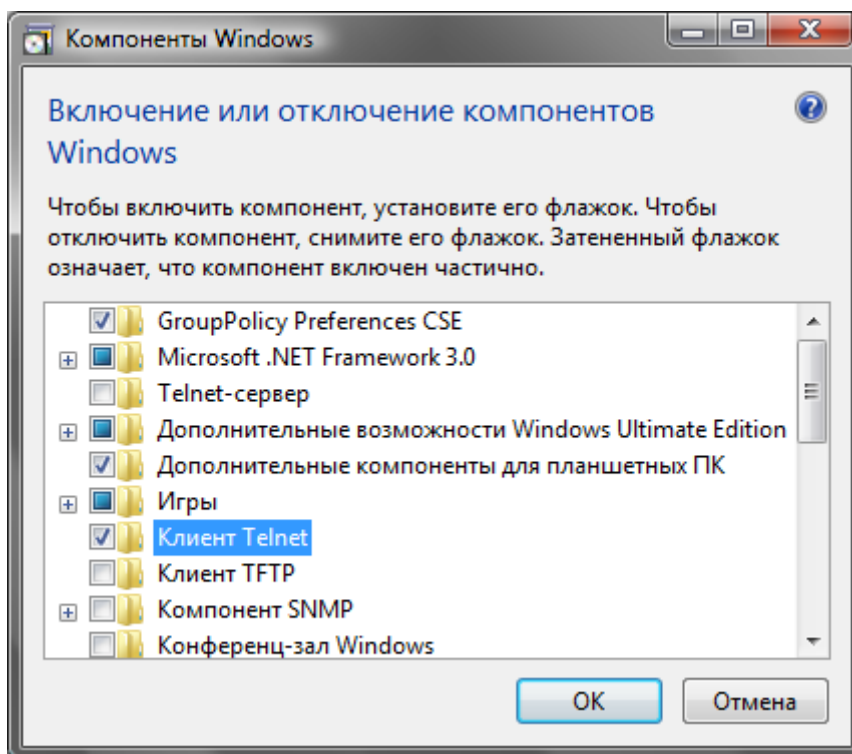 Компоненты Windows
Включение или отключение компонентов
Windows
Чтобы включить компонент, установите его флажок. Чтобы
отключить компонент, снимите его флажок. Затененный флажок
означает, что компонент включен частично.
GroupPolicy Preferences CSE
Microsoft .NET Framework 3.0
Telnet-сервер
Дополнительные возможности Windows Ultimate Edition
Дополнительные компоненты для планшетных ПК
Игры
Клиент Telnet
Клиент TFTP
Компонент SNMP
Конференц-зал Windows
OK Отмена